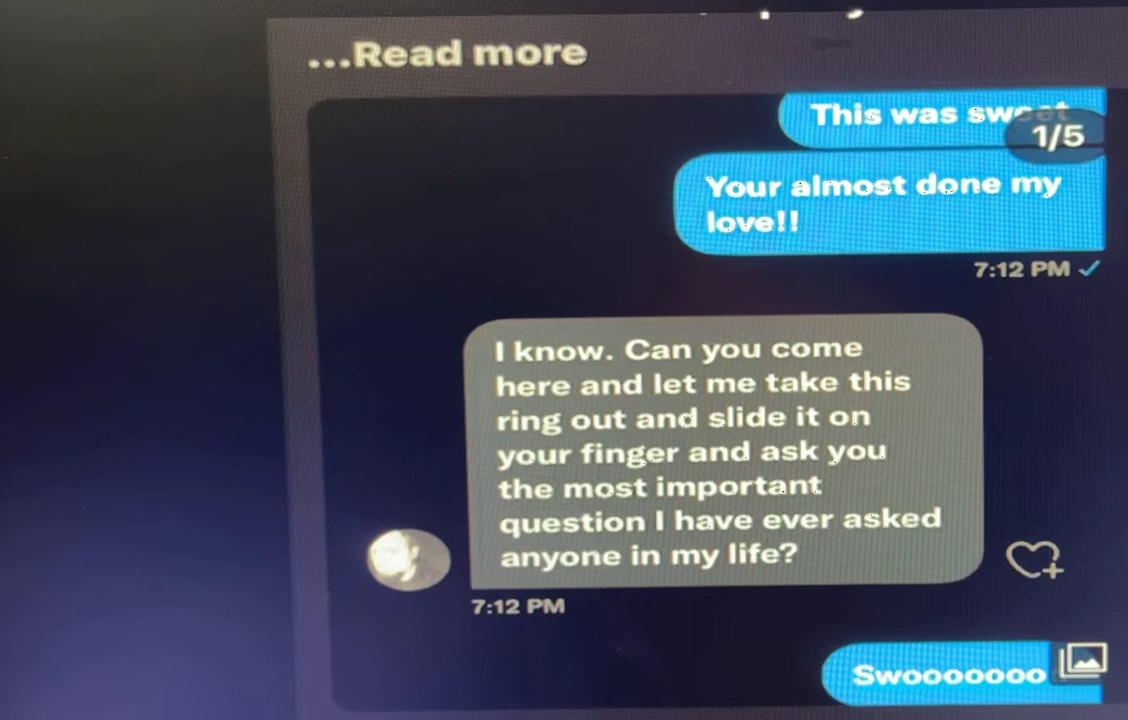 ...Read more
This was sweet
1/5
Your almost done my
love!!
7:12 PM
I know. Can you come
here and let me take this
ring out and slide it on
your finger and ask you
the most important
question I have ever asked
anyone in my life?
7:12 PM
Swooooooo